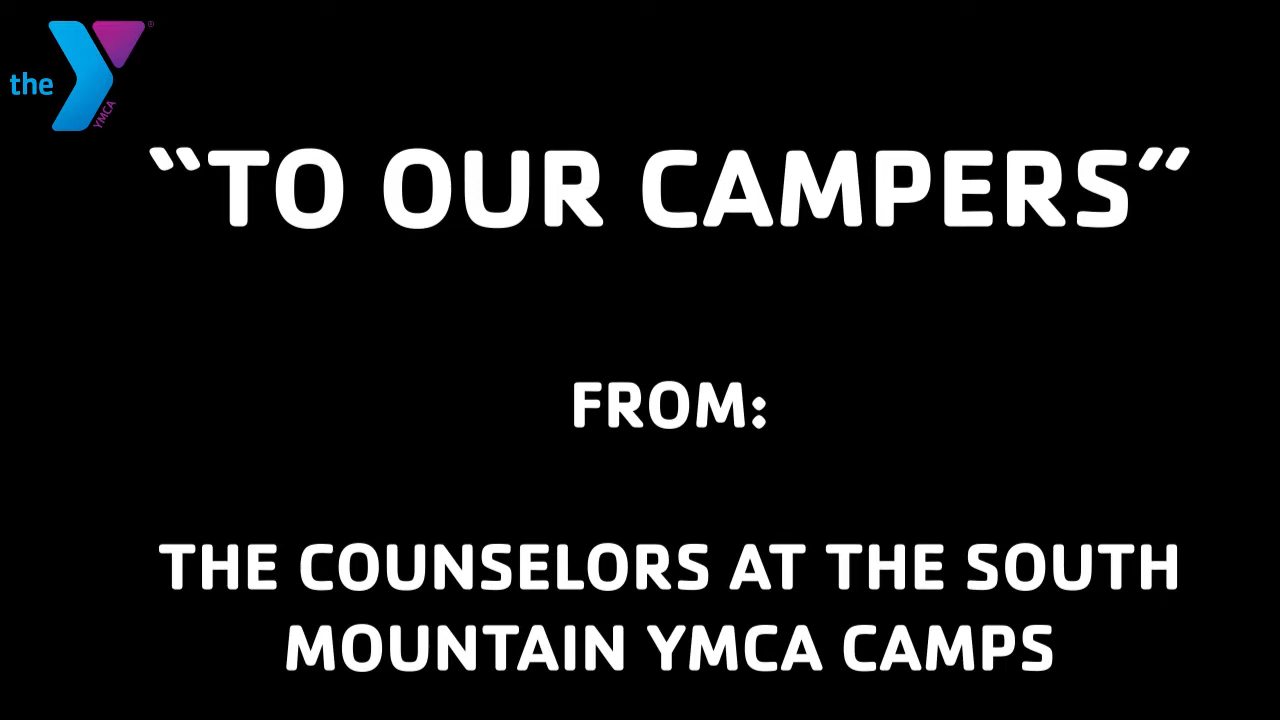 the
YMCA
®
“TO OUR CAMPERS”
FROM:
THE COUNSELORS AT THE SOUTH
MOUNTAIN YMCA CAMPS